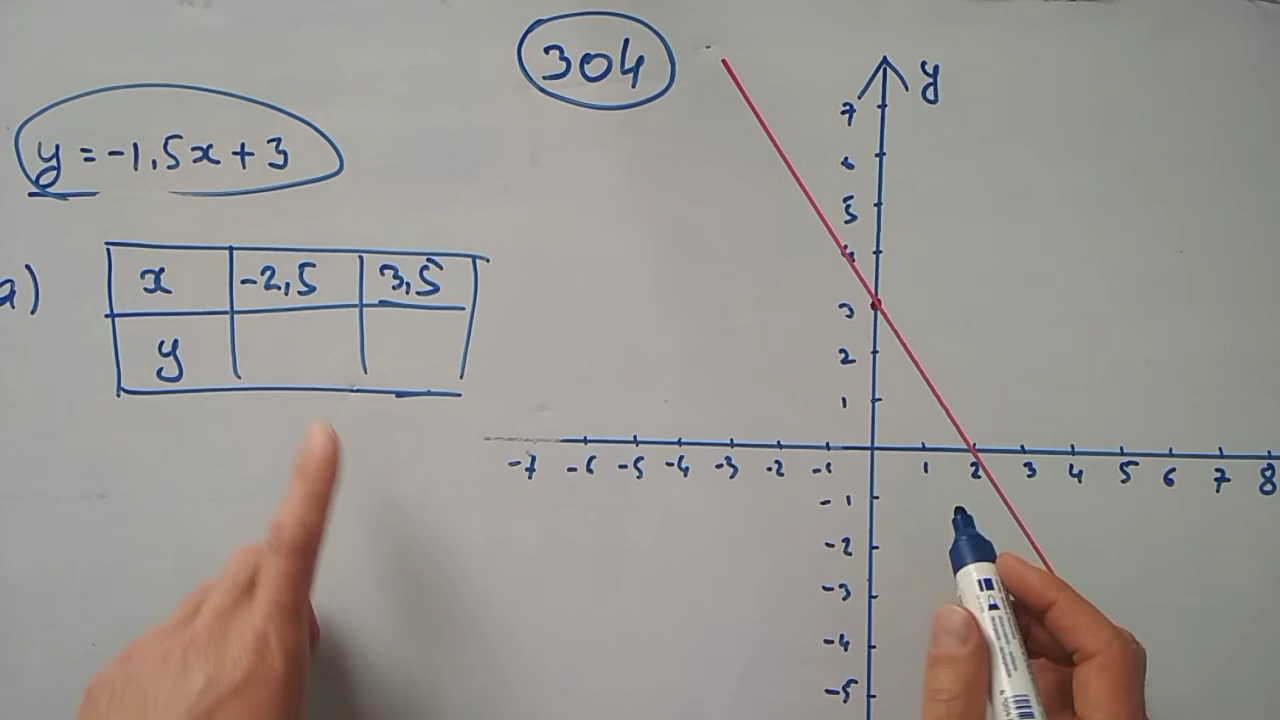 304
y = -1,5x + 3
a)
x -2,5 3,5
y
y
7
6
5
4
3
2
1
-7 -6 -5 -4 -3 -2 -1 1 2 3 4 5 6 7 8
-1
-2
-3
-4
-5